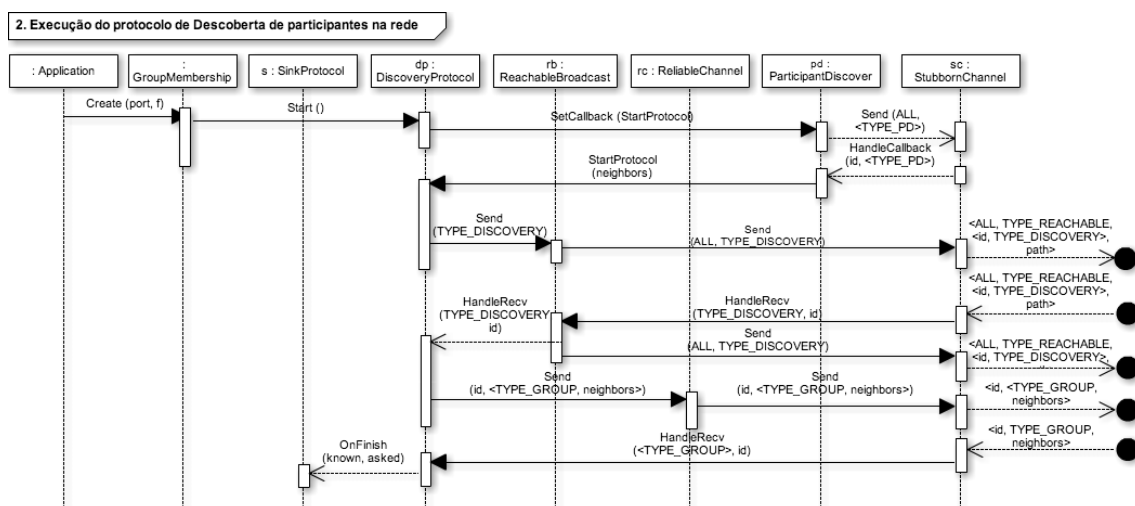 2. Execução do protocolo de Descoberta de participantes na rede
: Application
:
GroupMembership
s : SinkProtocol
dp :
DiscoveryProtocol
rb :
ReachableBroadcast
rc : ReliableChannel
pd :
ParticipantDiscover
sc :
StubbornChannel
Create (port, f)
Start ()
SetCallback (StartProtocol)
Send (ALL,
<TYPE_PD>)
HandleCallback
(id, <TYPE_PD>)
StartProtocol
(neighbors)
Send
(TYPE_DISCOVERY)
Send
(ALL, TYPE_DISCOVERY)
<ALL, TYPE_REACHABLE,
<id, TYPE_DISCOVERY>,
path>
<ALL, TYPE_REACHABLE,
<id, TYPE_DISCOVERY>,
path>
HandleRecv
(TYPE_DISCOVERY, id)
HandleRecv
(TYPE_DISCOVERY
id)
Send
(ALL, TYPE_DISCOVERY)
<ALL, TYPE_REACHABLE,
<id, TYPE_DISCOVERY>,
Send
(id, <TYPE_GROUP, neighbors>)
Send
(id, <TYPE_GROUP, neighbors>)
<id, <TYPE_GROUP,
neighbors>
<id, TYPE_GROUP,
neighbors>
HandleRecv
(<TYPE_GROUP>, id)
OnFinish
(known, asked)